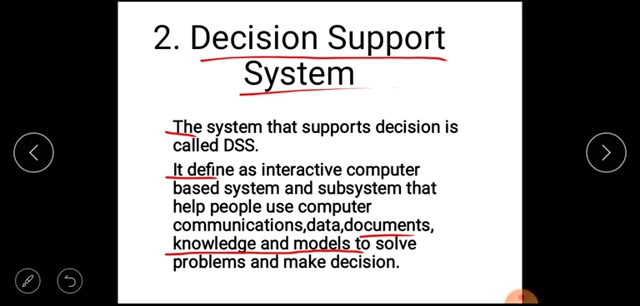 2. Decision Support
System
The system that supports decision is
called DSS.
It define as interactive computer
based system and subsystem that
help people use computer
communications,data,documents,
knowledge and models to solve
problems and make decision.